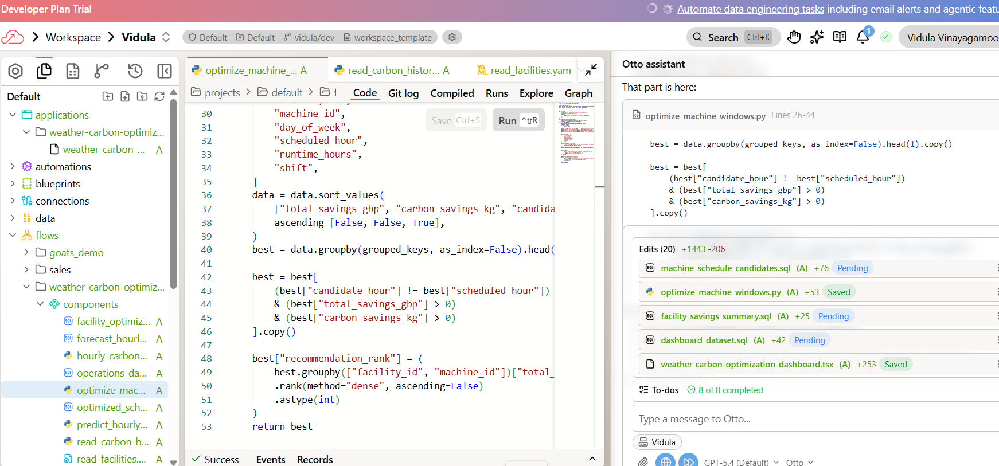 Developer Plan Trial
Automate data engineering tasks including email alerts and agentic featu
Workspace
Vidula
Default
Default
vidula/dev
workspace_template
Search Ctrl+K
1
Vidula Vinayagamoo
Default
applications
weather-carbon-optimiz...
weather-carbon-... A
automations
blueprints
connections
data
flows
goats_demo
sales
weather_carbon_optimiz...
components
facility_optimiz... A
forecast_hourl... A
hourly_carbon... A
operations_da... A
optimize_mac... A
optimized_sch... A
predict_hourly... A
read_carbon_h... A
read_facilities.... A
optimize_machine_... A
read_carbon_histor... A
YAML read_facilities.yam
projects > default > f
Code Git log Compiled Runs Explore Graph
Save Ctrl+S
Run ^⇧R
30 "machine_id",
31 "day_of_week",
32 "scheduled_hour",
33 "runtime_hours",
34 "shift",
35 ]
36 data = data.sort_values(
37 ["total_savings_gbp", "carbon_savings_kg", "candida
38 ascending=[False, False, True],
39 )
40 best = data.groupby(grouped_keys, as_index=False).head(
41
42 best = best[
43 (best["candidate_hour"] != best["scheduled_hour"])
44 & (best["total_savings_gbp"] > 0)
45 & (best["carbon_savings_kg"] > 0)
46 ].copy()
47
48 best["recommendation_rank"] = (
49 best.groupby(["facility_id", "machine_id"])["total_
50 .rank(method="dense", ascending=False)
51 .astype(int)
52 )
53 return best
Success Events Records
Otto assistant
That part is here:
optimize_machine_windows.py Lines 26-44
best = data.groupby(grouped_keys, as_index=False).head(1).copy()
best = best[
(best["candidate_hour"] != best["scheduled_hour"])
& (best["total_savings_gbp"] > 0)
& (best["carbon_savings_kg"] > 0)
].copy()
Edits (20) +1443 -206
SQL machine_schedule_candidates.sql (A) +76 Pending
optimize_machine_windows.py (A) +53 Saved
SQL facility_savings_summary.sql (A) +25 Pending
SQL dashboard_dataset.sql (A) +42 Pending
weather-carbon-optimization-dashboard.tsx (A) +253 Saved
To-dos 8 of 8 completed
Type a message to Otto...
Vidula
GPT-5.4 (Default) Otto